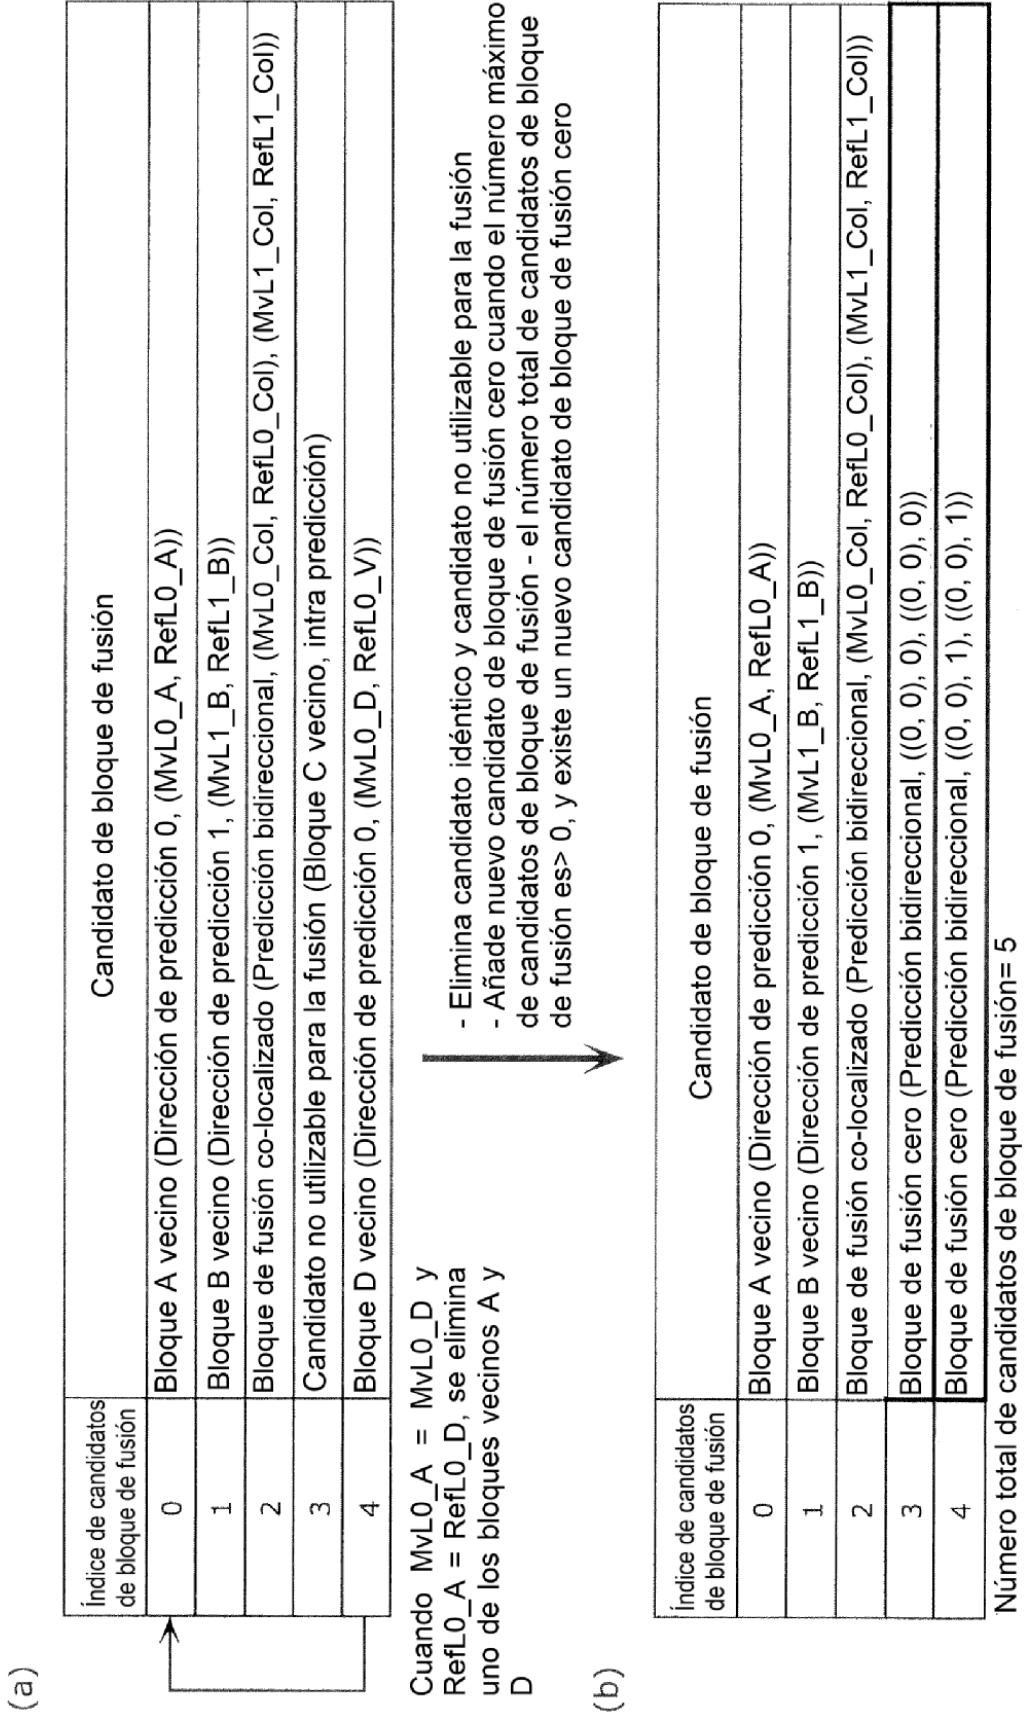 (a)
Índice de candidatos
de bloque de fusión
Candidato de bloque de fusión
0
Bloque A vecino (Dirección de predicción 0, (MvL0_A, RefL0_A))
1
Bloque B vecino (Dirección de predicción 1, (MvL1_B, RefL1_B))
2
Bloque de fusión co-localizado (Predicción bidireccional, (MvL0_Col, RefL0_Col), (MvL1_Col, RefL1_Col))
3
Candidato no utilizable para la fusión (Bloque C vecino, intra predicción)
4
Bloque D vecino (Dirección de predicción 0, (MvL0_D, RefL0_V))
Cuando MvL0_A = MvL0_D y
RefL0_A = RefL0_D, se elimina
uno de los bloques vecinos A y
D
- Elimina candidato idéntico y candidato no utilizable para la fusión
- Añade nuevo candidato de bloque de fusión cero cuando el número máximo
de candidatos de bloque de fusión - el número total de candidatos de bloque
de fusión es> 0, y existe un nuevo candidato de bloque de fusión cero
(b)
Índice de candidatos
de bloque de fusión
Candidato de bloque de fusión
0
Bloque A vecino (Dirección de predicción 0, (MvL0_A, RefL0_A))
1
Bloque B vecino (Dirección de predicción 1, (MvL1_B, RefL1_B))
2
Bloque de fusión co-localizado (Predicción bidireccional, (MvL0_Col, RefL0_Col), (MvL1_Col, RefL1_Col))
3
Bloque de fusión cero (Predicción bidireccional, ((0, 0), 0), ((0, 0), 0))
4
Bloque de fusión cero (Predicción bidireccional, ((0, 0), 1), ((0, 0), 1))
Número total de candidatos de bloque de fusión= 5